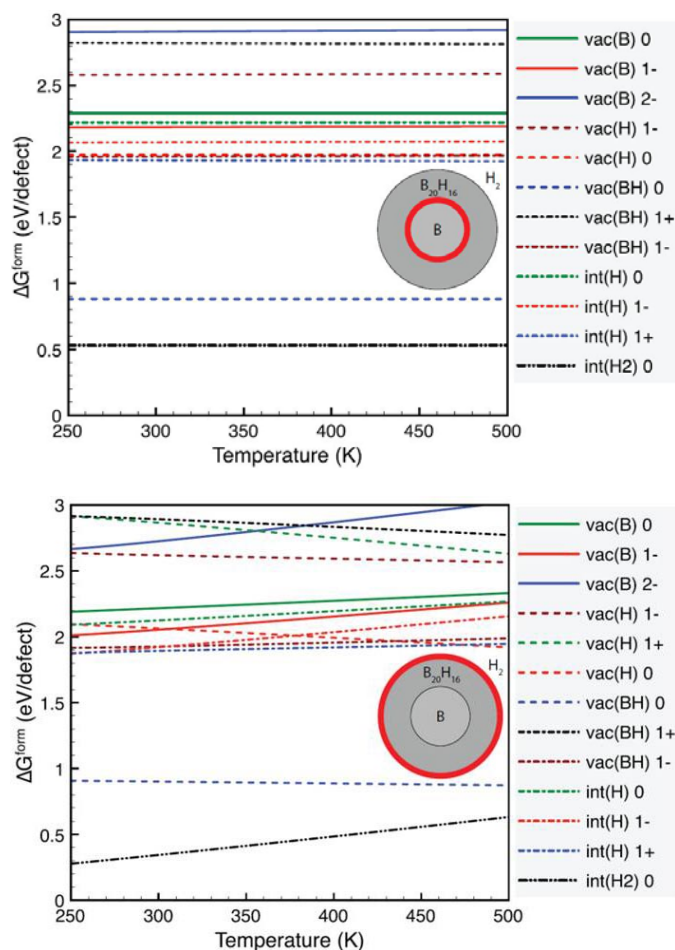 3
2.5
2
1.5
1
0.5
0
ΔG^form (eV/defect)
250
300
350
400
450
500
Temperature (K)
H2
B20H16
B
vac(B) 0
vac(B) 1-
vac(B) 2-
vac(H) 1-
vac(H) 0
vac(BH) 0
vac(BH) 1+
vac(BH) 1-
int(H) 0
int(H) 1-
int(H) 1+
int(H2) 0
3
2.5
2
1.5
1
0.5
0
ΔG^form (eV/defect)
250
300
350
400
450
500
Temperature (K)
H2
B20H16
B
vac(B) 0
vac(B) 1-
vac(B) 2-
vac(H) 1-
vac(H) 1+
vac(H) 0
vac(BH) 0
vac(BH) 1+
vac(BH) 1-
int(H) 0
int(H) 1-
int(H) 1+
int(H2) 0